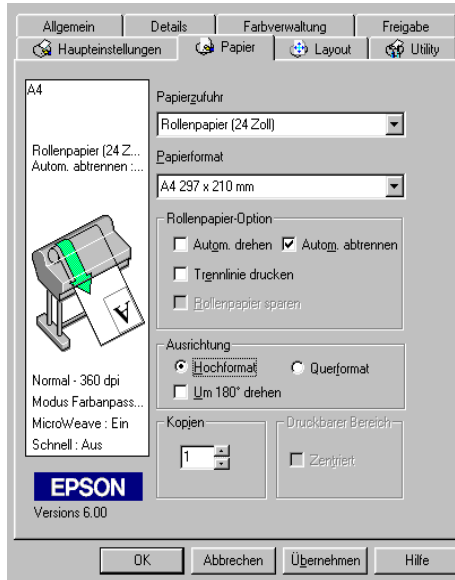 Allgemein Details Farbverwaltung Freigabe
Haupteinstellungen Papier Layout Utility
A4
Rollenpapier (24 Z...
Autom. abtrennen :...
A
Normal - 360 dpi
Modus Farbanpass...
MicroWeave : Ein
Schnell : Aus
EPSON
Versions 6.00
Papierzufuhr
Rollenpapier (24 Zoll)
Papierformat
A4 297 x 210 mm
Rollenpapier-Option
Autom. drehen Autom. abtrennen
Trennlinie drucken
Rollenpapier sparen
Ausrichtung
Hochformat Querformat
Um 180° drehen
Kopien
1
Druckbarer Bereich
Zentriert
OK Abbrechen Übernehmen Hilfe